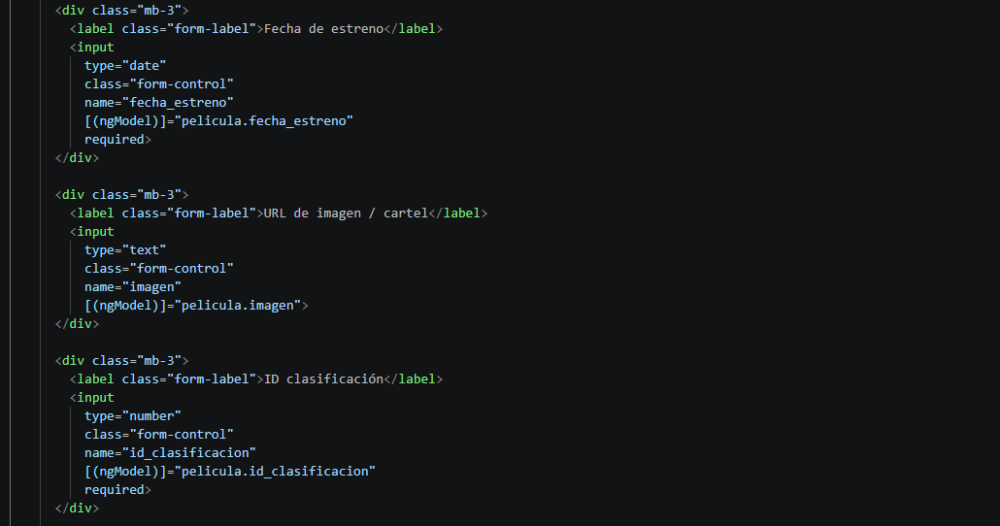 <div class="mb-3">
  <label class="form-label">Fecha de estreno</label>
  <input
    type="date"
    class="form-control"
    name="fecha_estreno"
    [(ngModel)]="pelicula.fecha_estreno"
    required>
</div>

<div class="mb-3">
  <label class="form-label">URL de imagen / cartel</label>
  <input
    type="text"
    class="form-control"
    name="imagen"
    [(ngModel)]="pelicula.imagen">
</div>

<div class="mb-3">
  <label class="form-label">ID clasificación</label>
  <input
    type="number"
    class="form-control"
    name="id_clasificacion"
    [(ngModel)]="pelicula.id_clasificacion"
    required>
</div>